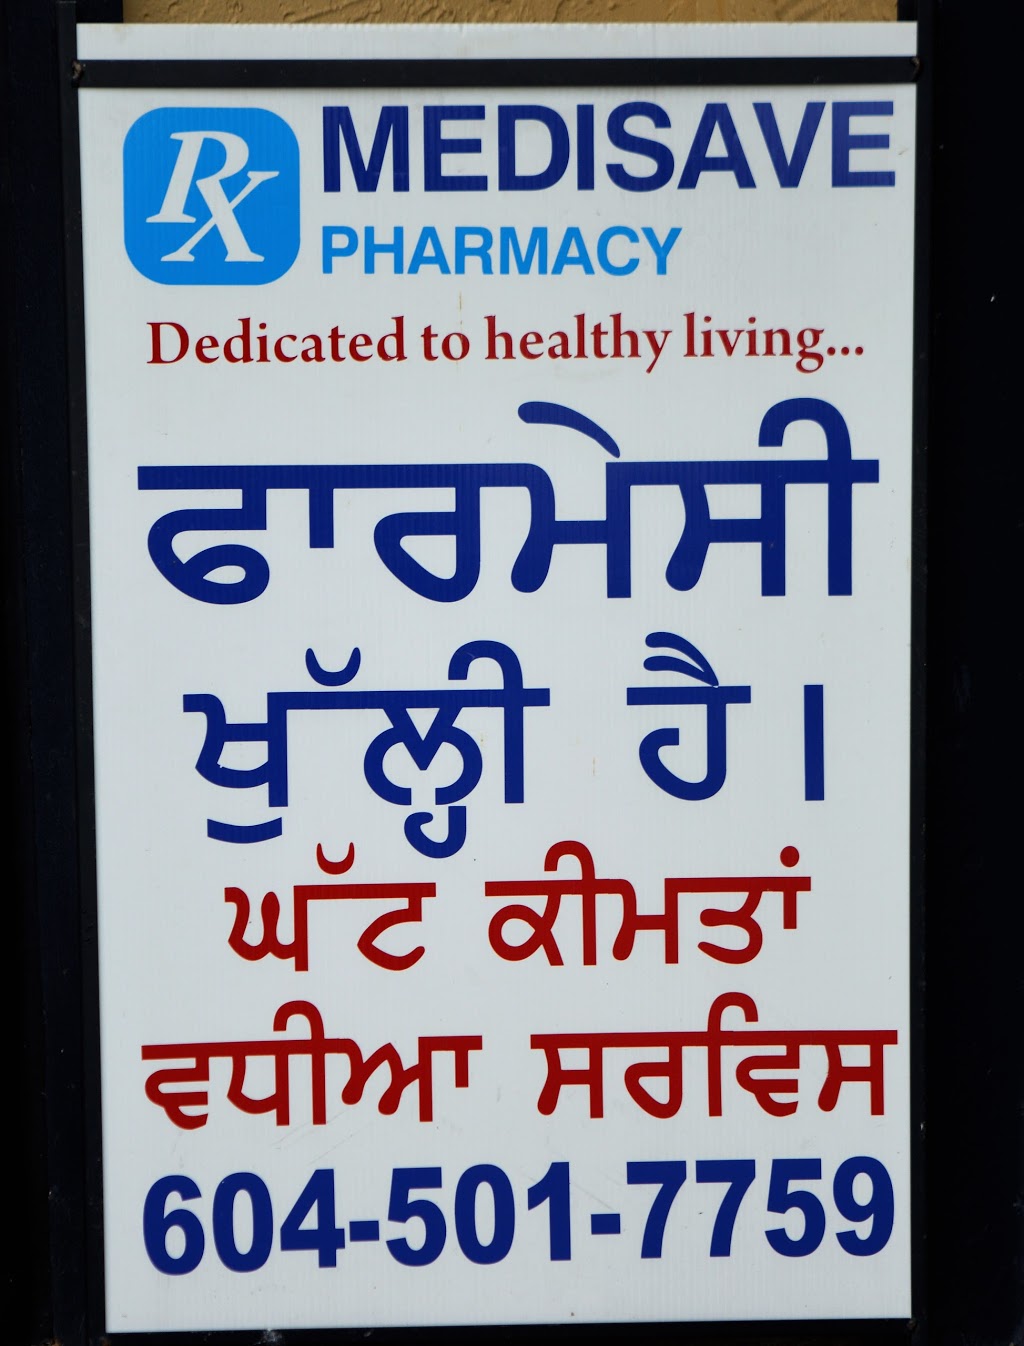 Rx MEDISAVE
PHARMACY
Dedicated to healthy living...
ਫਾਰਮੇਸੀ
ਖੁੱਲ੍ਹੀ ਹੈ।
ਘੱਟ ਕੀਮਤਾਂ
ਵਧੀਆ ਸਰਵਿਸ
604-501-7759